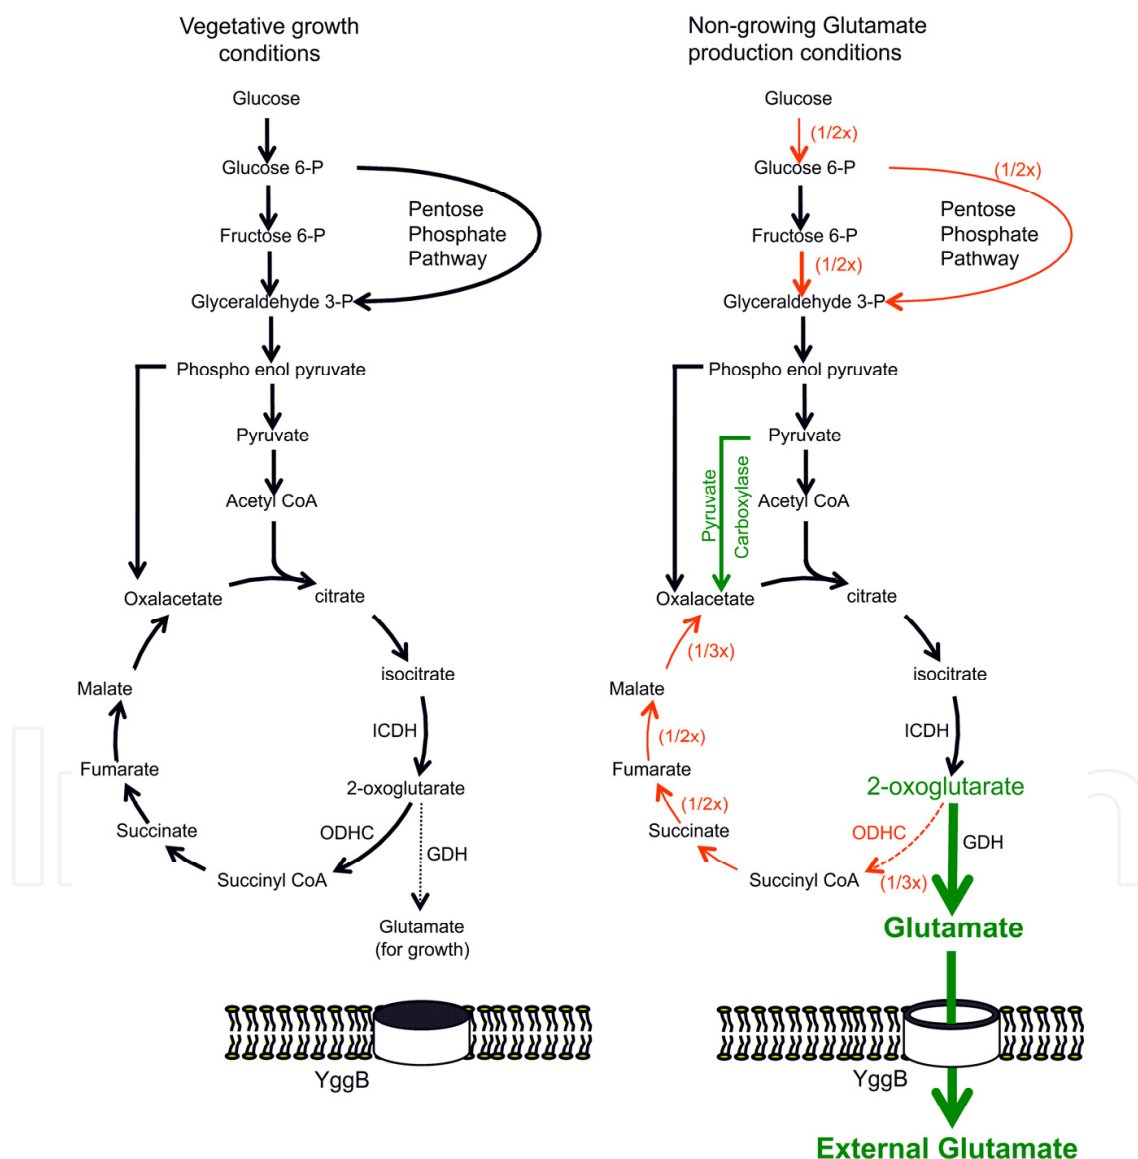 Vegetative growth
conditions
Glucose
Glucose 6-P
Fructose 6-P
Pentose
Phosphate
Pathway
Glyceraldehyde 3-P
Phospho enol pyruvate
Pyruvate
Acetyl CoA
Oxalacetate
citrate
isocitrate
Malate
ICDH
Fumarate
2-oxoglutarate
Succinate
ODHC
GDH
Succinyl CoA
Glutamate
(for growth)
YggB
Non-growing Glutamate
production conditions
Glucose
(1/2x)
Glucose 6-P
(1/2x)
Fructose 6-P
Pentose
Phosphate
Pathway
(1/2x)
Glyceraldehyde 3-P
Phospho enol pyruvate
Pyruvate
Pyruvate
Carboxylase
Acetyl CoA
Oxalacetate
citrate
(1/3x)
isocitrate
Malate
ICDH
(1/2x)
Fumarate
2-oxoglutarate
(1/2x)
Succinate
ODHC
GDH
Succinyl CoA
(1/3x)
Glutamate
YggB
External Glutamate